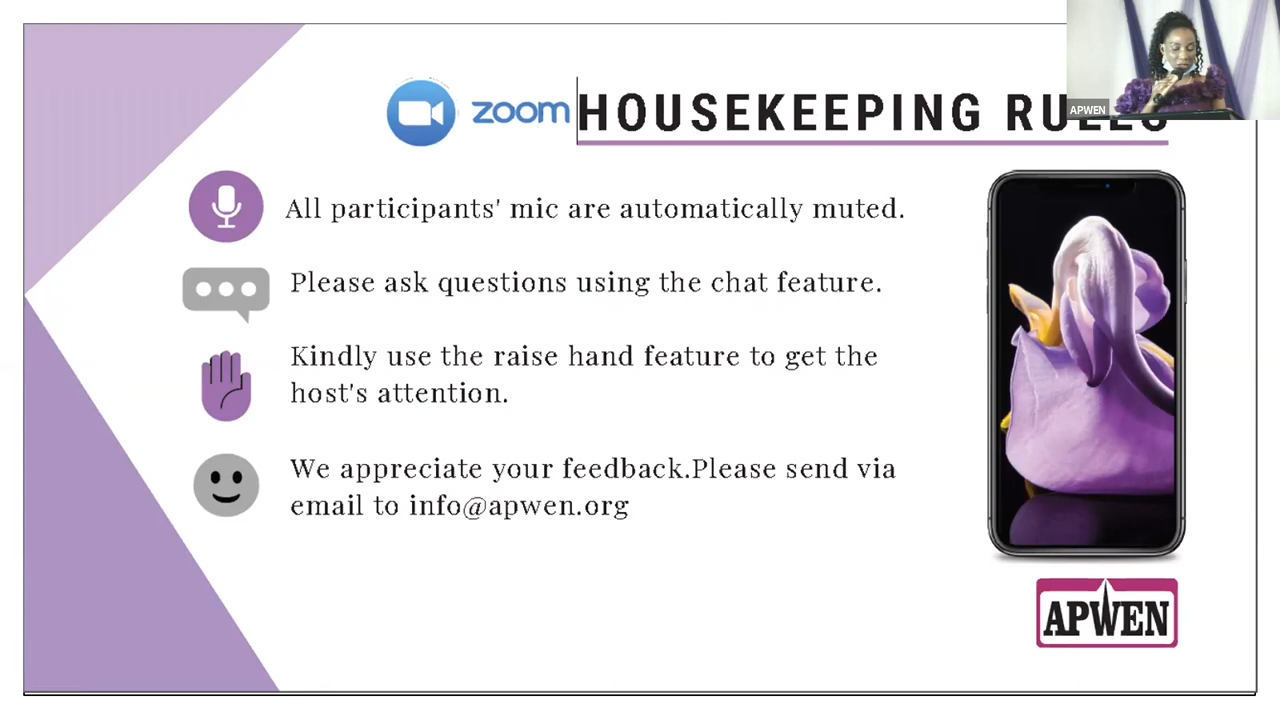 zoom HOUSEKEEPING RULES
APWEN
All participants' mic are automatically muted.
Please ask questions using the chat feature.
Kindly use the raise hand feature to get the
host's attention.
We appreciate your feedback.Please send via
email to info@apwen.org
APWEN